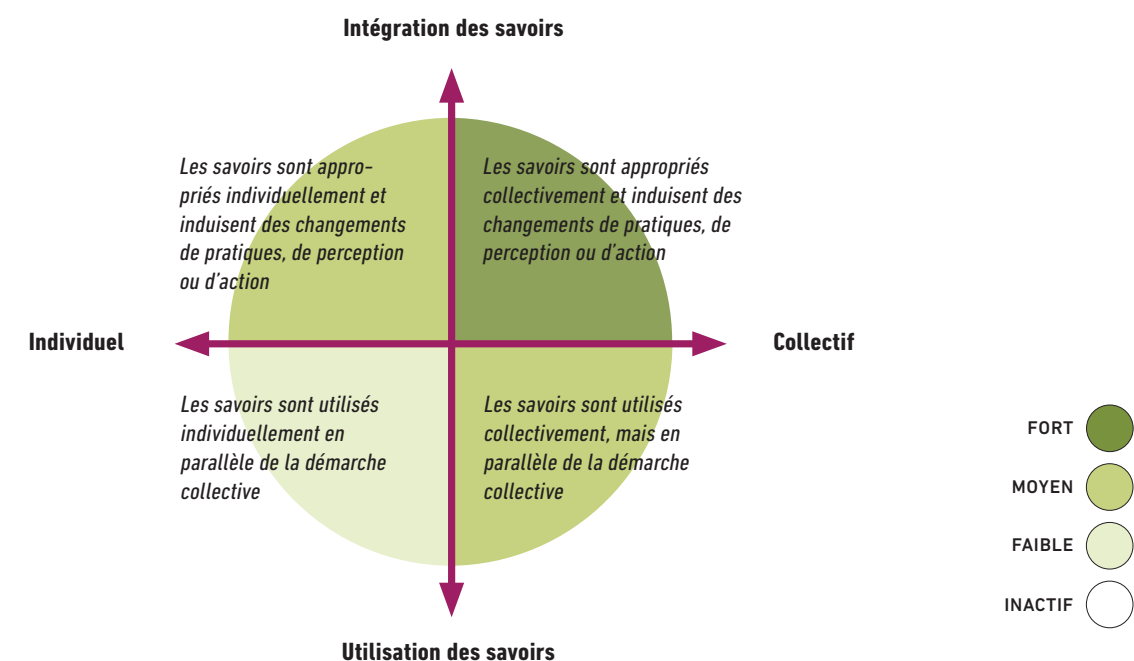 Intégration des savoirs
Les savoirs sont appro-
priés individuellement et
induisent des changements
de pratiques, de perception
ou d'action
Les savoirs sont appropriés
collectivement et induisent des
changements de pratiques, de
perception ou d'action
Individuel
Collectif
Les savoirs sont utilisés
individuellement en
parallèle de la démarche
collective
Les savoirs sont utilisés
collectivement, mais en
parallèle de la démarche
collective
FORT
MOYEN
FAIBLE
INACTIF
Utilisation des savoirs